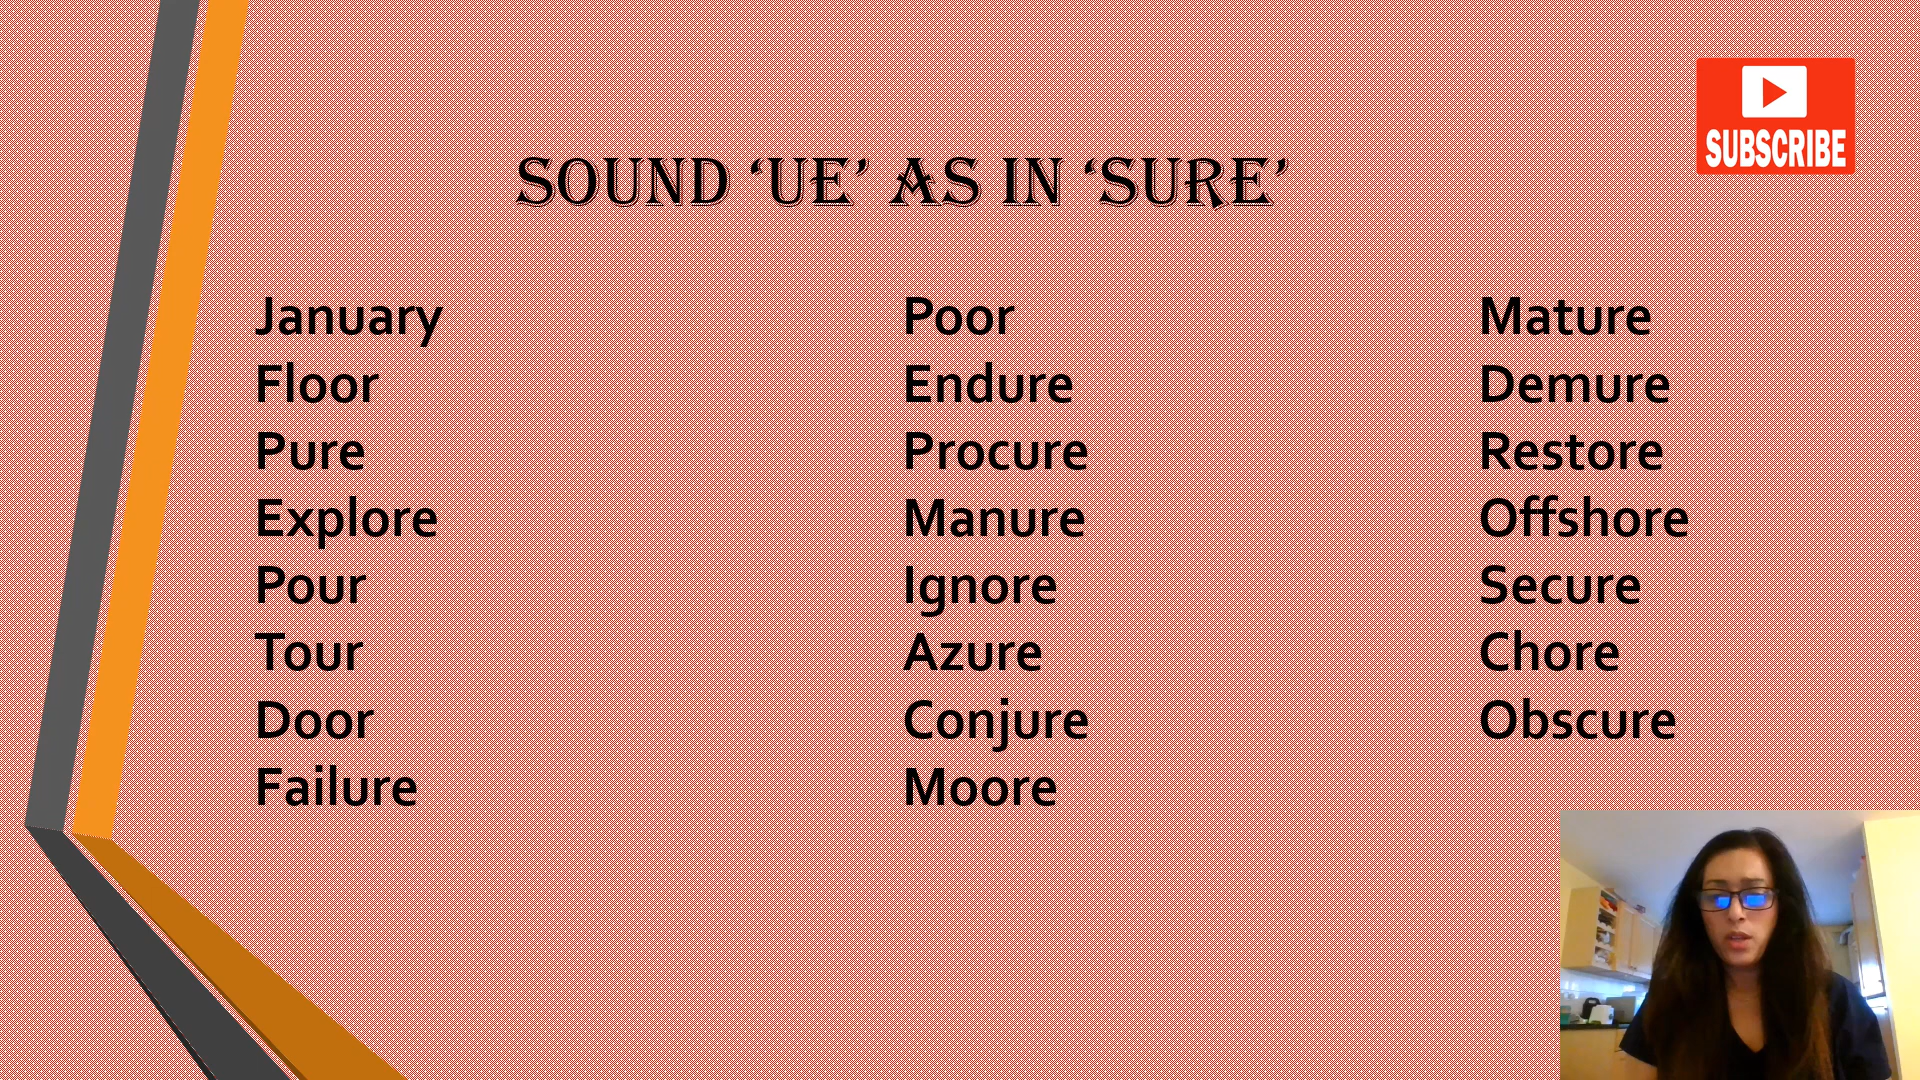 SUBSCRIBE
SOUND ‘UE’ AS IN ‘SURE’
January
Floor
Pure
Explore
Pour
Tour
Door
Failure
Poor
Endure
Procure
Manure
Ignore
Azure
Conjure
Moore
Mature
Demure
Restore
Offshore
Secure
Chore
Obscure